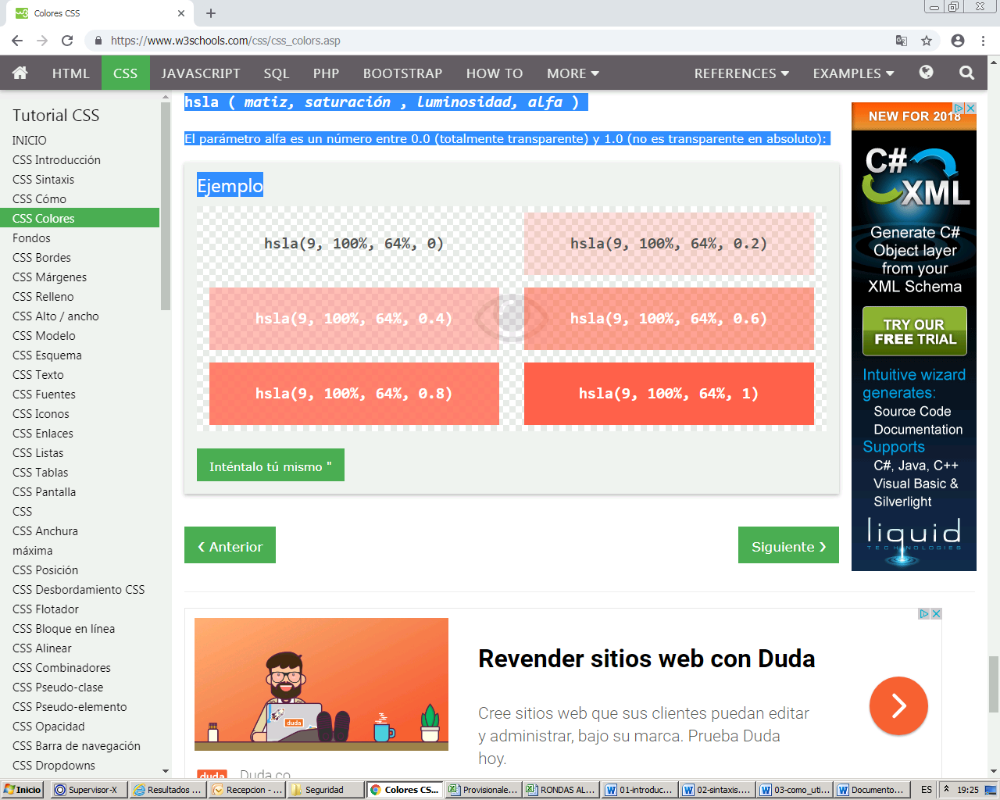 Colores CSS
https://www.w3schools.com/css/css_colors.asp
HTML CSS JAVASCRIPT SQL PHP BOOTSTRAP HOW TO MORE REFERENCES EXAMPLES
Tutorial CSS
INICIO
CSS Introducción
CSS Sintaxis
CSS Cómo
CSS Colores
Fondos
CSS Bordes
CSS Márgenes
CSS Relleno
CSS Alto / ancho
CSS Modelo
CSS Esquema
CSS Texto
CSS Fuentes
CSS Iconos
CSS Enlaces
CSS Listas
CSS Tablas
CSS Pantalla
CSS
CSS Anchura
máxima
CSS Posición
CSS Desbordamiento CSS
CSS Flotador
CSS Bloque en línea
CSS Alinear
CSS Combinadores
CSS Pseudo-clase
CSS Pseudo-elemento
CSS Opacidad
CSS Barra de navegación
CSS Dropdowns
hsla ( matiz, saturación , luminosidad, alfa )
El parámetro alfa es un número entre 0.0 (totalmente transparente) y 1.0 (no es transparente en absoluto):
Ejemplo
hsla(9, 100%, 64%, 0)
hsla(9, 100%, 64%, 0.2)
hsla(9, 100%, 64%, 0.4)
hsla(9, 100%, 64%, 0.6)
hsla(9, 100%, 64%, 0.8)
hsla(9, 100%, 64%, 1)
Inténtalo tú mismo "
❮ Anterior
Siguiente ❯
NEW FOR 2018
C#
XML
Generate C#
Object layer
from your
XML Schema
TRY OUR
FREE TRIAL
Intuitive wizard
generates:
Source Code
Documentation
Supports
C#, Java, C++
Visual Basic &
Silverlight
liquid
TECHNOLOGIES
duda
Revender sitios web con Duda
Cree sitios web que sus clientes puedan editar
y administrar, bajo su marca. Prueba Duda
hoy.
duda
Duda.co
Inicio
Supervisor-X
Resultados ...
Recepcion - ...
Seguridad
Colores CS...
Provisionale...
RONDAS AL...
01-introduc...
02-sintaxis....
03-como_uti...
Documento...
ES
19:25